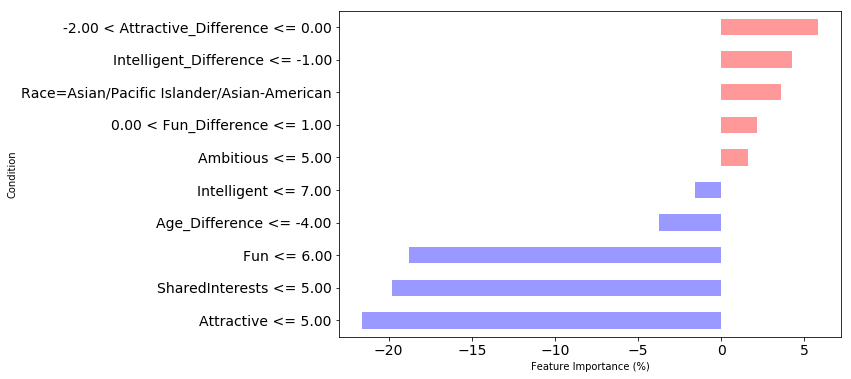 -2.00 < Attractive_Difference <= 0.00
Intelligent_Difference <= -1.00
Race=Asian/Pacific Islander/Asian-American
0.00 < Fun_Difference <= 1.00
Ambitious <= 5.00
Intelligent <= 7.00
Age_Difference <= -4.00
Fun <= 6.00
SharedInterests <= 5.00
Attractive <= 5.00
Condition
−20 −15 −10 −5 0 5
Feature Importance (%)